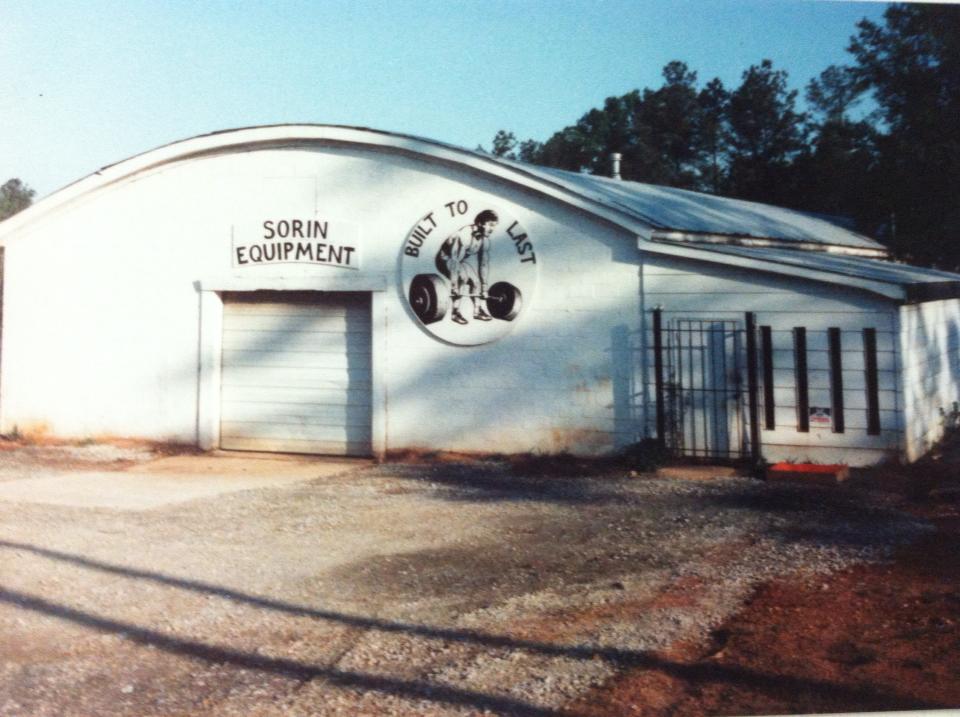 SORIN
EQUIPMENT
BUILT TO
LAST